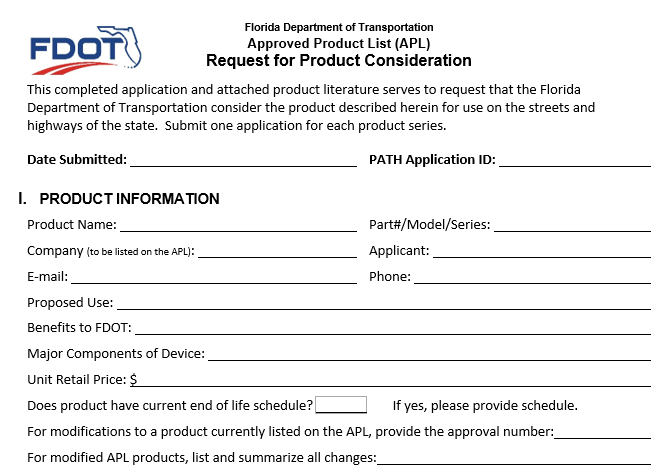 FDOT
Florida Department of Transportation
Approved Product List (APL)
Request for Product Consideration
This completed application and attached product literature serves to request that the Florida
Department of Transportation consider the product described herein for use on the streets and
highways of the state. Submit one application for each product series.
Date Submitted: PATH Application ID:
I. PRODUCT INFORMATION
Product Name: Part#/Model/Series:
Company (to be listed on the APL): Applicant:
E-mail: Phone:
Proposed Use:
Benefits to FDOT:
Major Components of Device:
Unit Retail Price: $
Does product have current end of life schedule? If yes, please provide schedule.
For modifications to a product currently listed on the APL, provide the approval number:
For modified APL products, list and summarize all changes: